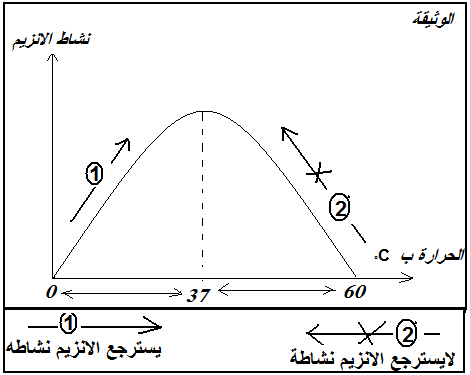 الوثيقة
نشاط الانزيم
1
2
الحرارة ب C°
0 37 60
1
يسترجع الانزيم نشاطه
2
لايسترجع الانزيم نشاطة